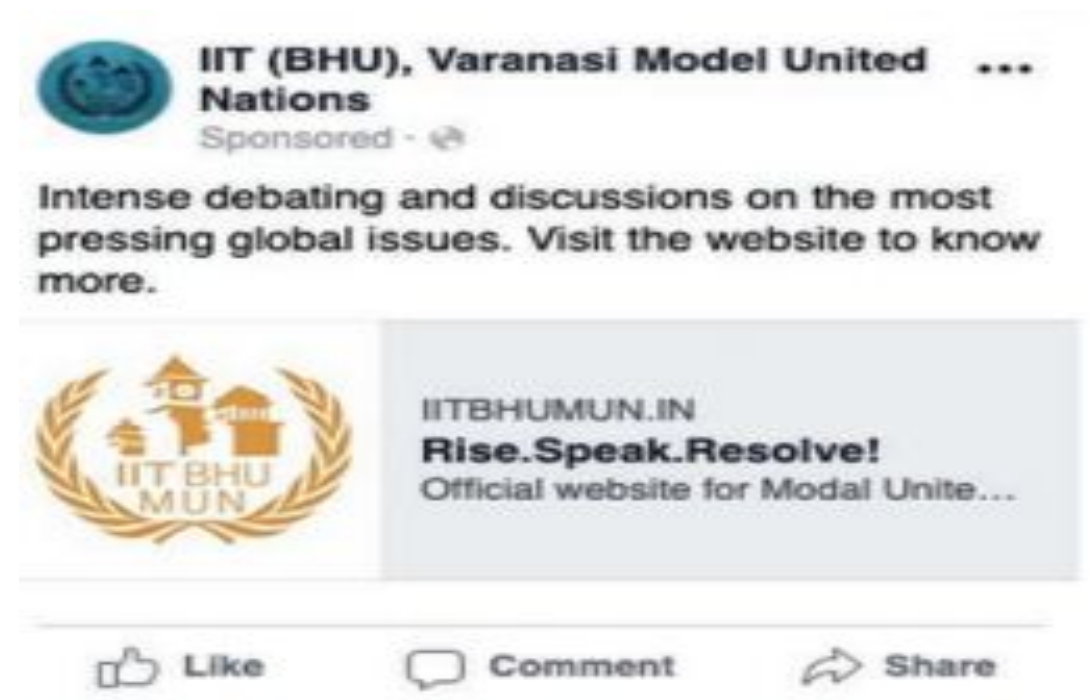 IIT (BHU), Varanasi Model United
Nations
Sponsored ·
Intense debating and discussions on the most
pressing global issues. Visit the website to know
more.
IIT BHU
MUN
IITBHUMUN.IN
Rise.Speak.Resolve!
Official website for Modal Unite...
Like
Comment
Share